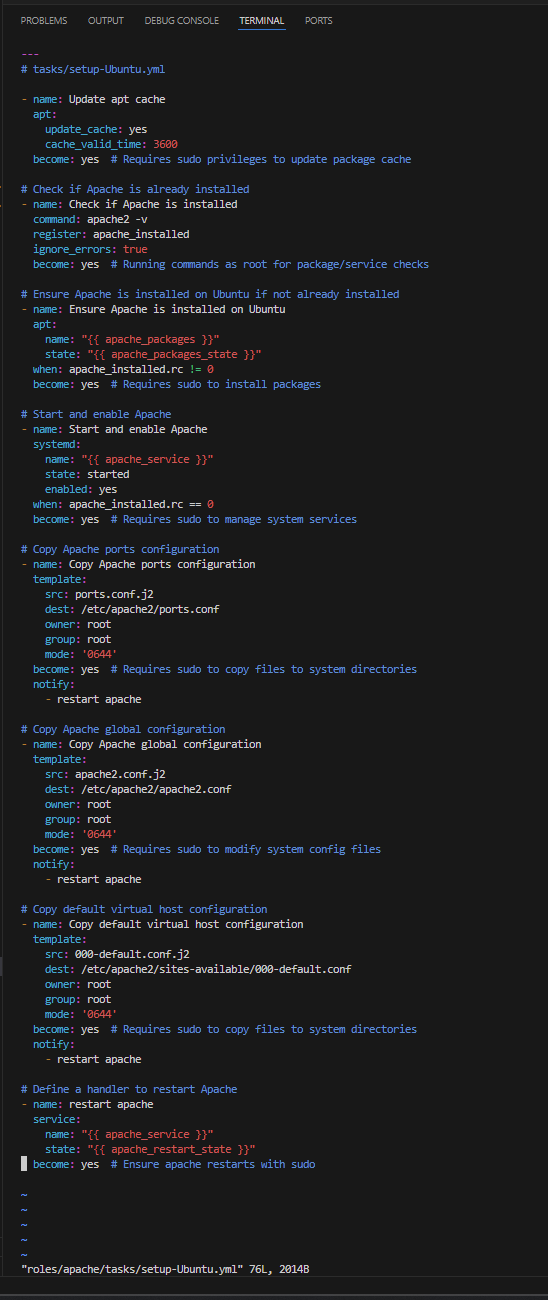 PROBLEMS OUTPUT DEBUG CONSOLE TERMINAL PORTS
---
# tasks/setup-Ubuntu.yml
- name: Update apt cache
  apt:
    update_cache: yes
    cache_valid_time: 3600
  become: yes  # Requires sudo privileges to update package cache
# Check if Apache is already installed
- name: Check if Apache is installed
  command: apache2 -v
  register: apache_installed
  ignore_errors: true
  become: yes  # Running commands as root for package/service checks
# Ensure Apache is installed on Ubuntu if not already installed
- name: Ensure Apache is installed on Ubuntu
  apt:
    name: "{{ apache_packages }}"
    state: "{{ apache_packages_state }}"
  when: apache_installed.rc != 0
  become: yes  # Requires sudo to install packages
# Start and enable Apache
- name: Start and enable Apache
  systemd:
    name: "{{ apache_service }}"
    state: started
    enabled: yes
  when: apache_installed.rc == 0
  become: yes  # Requires sudo to manage system services
# Copy Apache ports configuration
- name: Copy Apache ports configuration
  template:
    src: ports.conf.j2
    dest: /etc/apache2/ports.conf
    owner: root
    group: root
    mode: '0644'
  become: yes  # Requires sudo to copy files to system directories
  notify:
    - restart apache
# Copy Apache global configuration
- name: Copy Apache global configuration
  template:
    src: apache2.conf.j2
    dest: /etc/apache2/apache2.conf
    owner: root
    group: root
    mode: '0644'
  become: yes  # Requires sudo to modify system config files
  notify:
    - restart apache
# Copy default virtual host configuration
- name: Copy default virtual host configuration
  template:
    src: 000-default.conf.j2
    dest: /etc/apache2/sites-available/000-default.conf
    owner: root
    group: root
    mode: '0644'
  become: yes  # Requires sudo to copy files to system directories
  notify:
    - restart apache
# Define a handler to restart Apache
- name: restart apache
  service:
    name: "{{ apache_service }}"
    state: "{{ apache_restart_state }}"
  become: yes  # Ensure apache restarts with sudo
~
~
~
~
~
"roles/apache/tasks/setup-Ubuntu.yml" 76L, 2014B